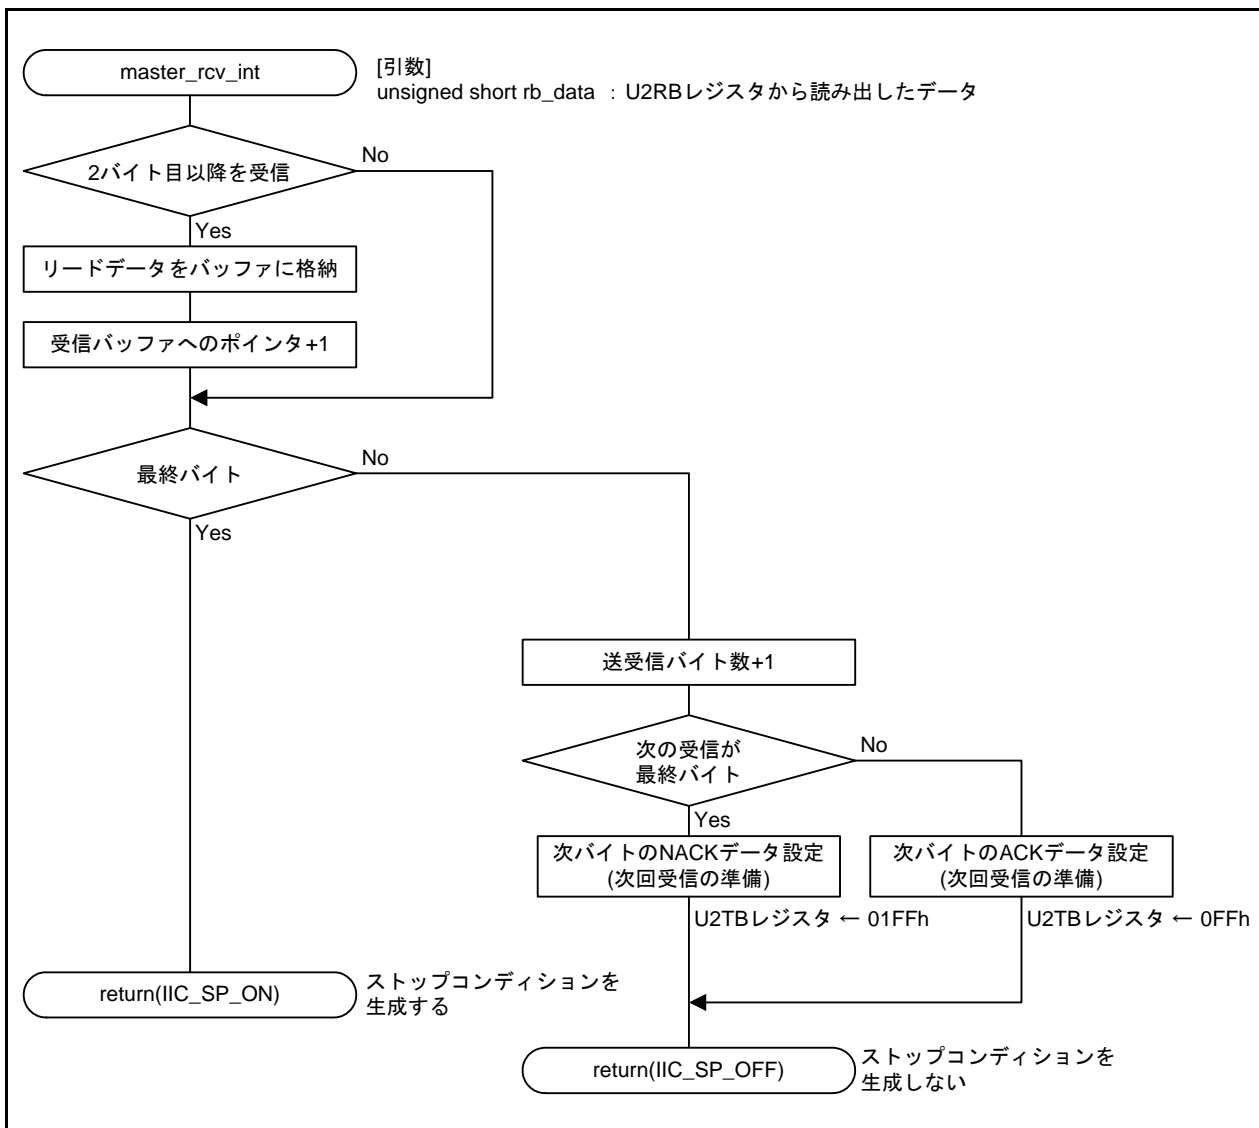 master_rcv_int
[引数]
unsigned short rb_data : U2RBレジスタから読み出したデータ
2バイト目以降を受信
No
Yes
リードデータをバッファに格納
受信バッファへのポインタ+1
最終バイト
No
Yes
送受信バイト数+1
次の受信が
最終バイト
No
Yes
次バイトのNACKデータ設定
(次回受信の準備)
次バイトのACKデータ設定
(次回受信の準備)
U2TBレジスタ ← 01FFh
U2TBレジスタ ← 0FFh
return(IIC_SP_ON)
ストップコンディションを
生成する
return(IIC_SP_OFF)
ストップコンディションを
生成しない